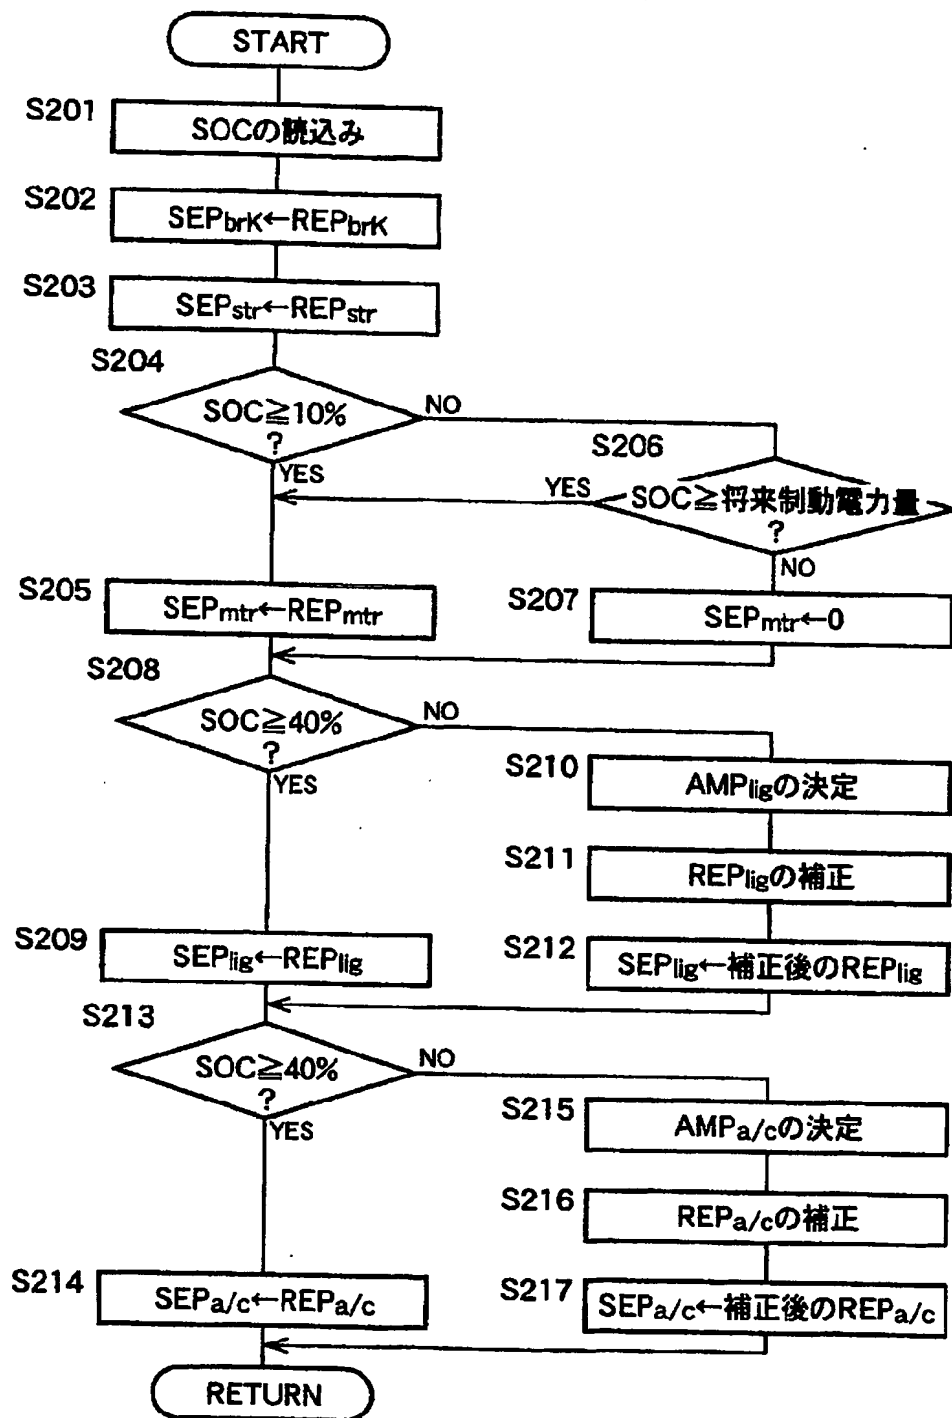 START
S201
SOCの読込み
S202
SEPbrK←REPbrK
S203
SEPstr←REPstr
S204
SOC≧10%
?
NO
YES
S206
SOC≧将来制動電力量
?
YES
NO
S205
SEPmtr←REPmtr
S207
SEPmtr←0
S208
SOC≧40%
?
NO
YES
S210
AMPligの決定
S211
REPligの補正
S209
SEPlig←REPlig
S212
SEPlig←補正後のREPlig
S213
SOC≧40%
?
NO
YES
S215
AMPa/cの決定
S216
REPa/cの補正
S214
SEPa/c←REPa/c
S217
SEPa/c←補正後のREPa/c
RETURN